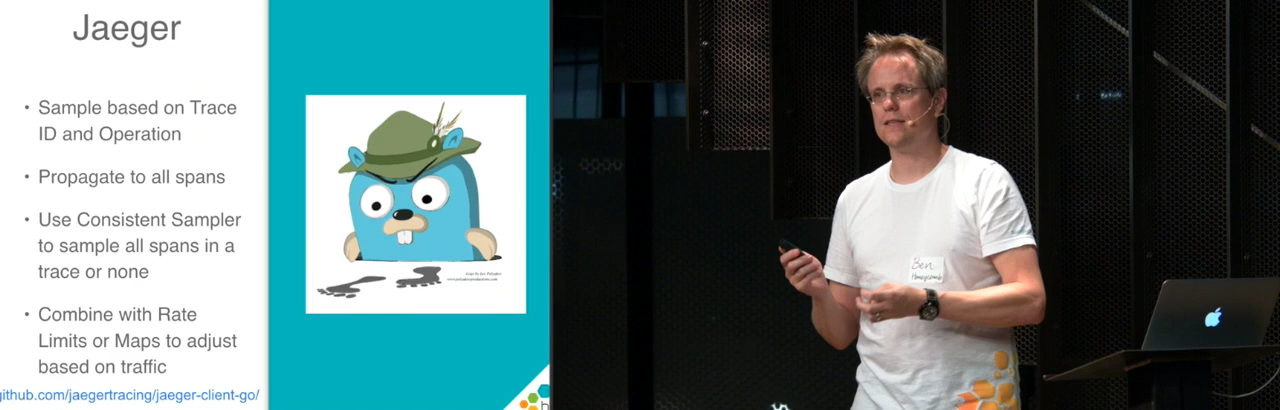 Jaeger
• Sample based on Trace
ID and Operation
• Propagate to all spans
• Use Consistent Sampler
to sample all spans in a
trace or none
• Combine with Rate
Limits or Maps to adjust
based on traffic
github.com/jaegertracing/jaeger-client-go/
h
Ben
Honeycomb